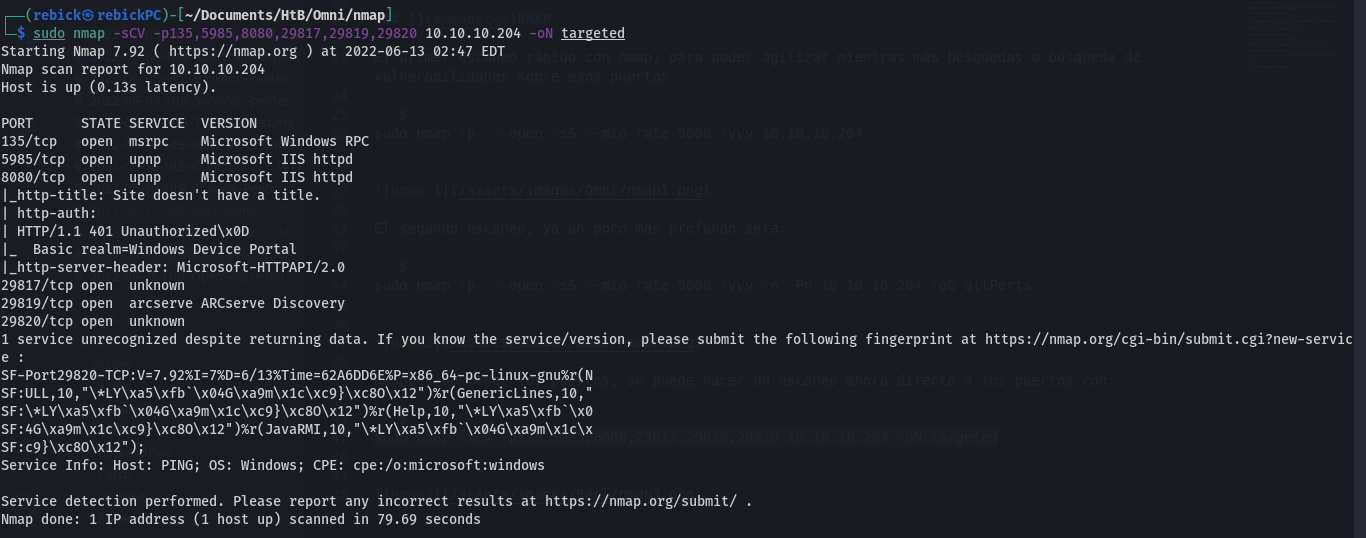 (rebick㉿rebickPC)-[~/Documents/HtB/Omni/nmap]
$ sudo nmap -sCV -p135,5985,8080,29817,29819,29820 10.10.10.204 -oN targeted
Starting Nmap 7.92 ( https://nmap.org ) at 2022-06-13 02:47 EDT
Nmap scan report for 10.10.10.204
Host is up (0.13s latency).

PORT      STATE SERVICE  VERSION
135/tcp   open  msrpc    Microsoft Windows RPC
5985/tcp  open  upnp     Microsoft IIS httpd
8080/tcp  open  upnp     Microsoft IIS httpd
|_http-title: Site doesn't have a title.
| http-auth:
| HTTP/1.1 401 Unauthorized\x0D
|_  Basic realm=Windows Device Portal
|_http-server-header: Microsoft-HTTPAPI/2.0
29817/tcp open  unknown
29819/tcp open  arcserve ARCserve Discovery
29820/tcp open  unknown
1 service unrecognized despite returning data. If you know the service/version, please submit the following fingerprint at https://nmap.org/cgi-bin/submit.cgi?new-servic
e :
SF-Port29820-TCP:V=7.92%I=7%D=6/13%Time=62A6DD6E%P=x86_64-pc-linux-gnu%r(N
SF:ULL,10,"\*LY\xa5\xfb`\x04G\xa9m\x1c\xc9}\xc8O\x12")%r(GenericLines,10,"
SF:\*LY\xa5\xfb`\x04G\xa9m\x1c\xc9}\xc8O\x12")%r(Help,10,"\*LY\xa5\xfb`\x0
SF:4G\xa9m\x1c\xc9}\xc8O\x12")%r(JavaRMI,10,"\*LY\xa5\xfb`\x04G\xa9m\x1c\x
SF:c9}\xc8O\x12");
Service Info: Host: PING; OS: Windows; CPE: cpe:/o:microsoft:windows

Service detection performed. Please report any incorrect results at https://nmap.org/submit/ .
Nmap done: 1 IP address (1 host up) scanned in 79.69 seconds